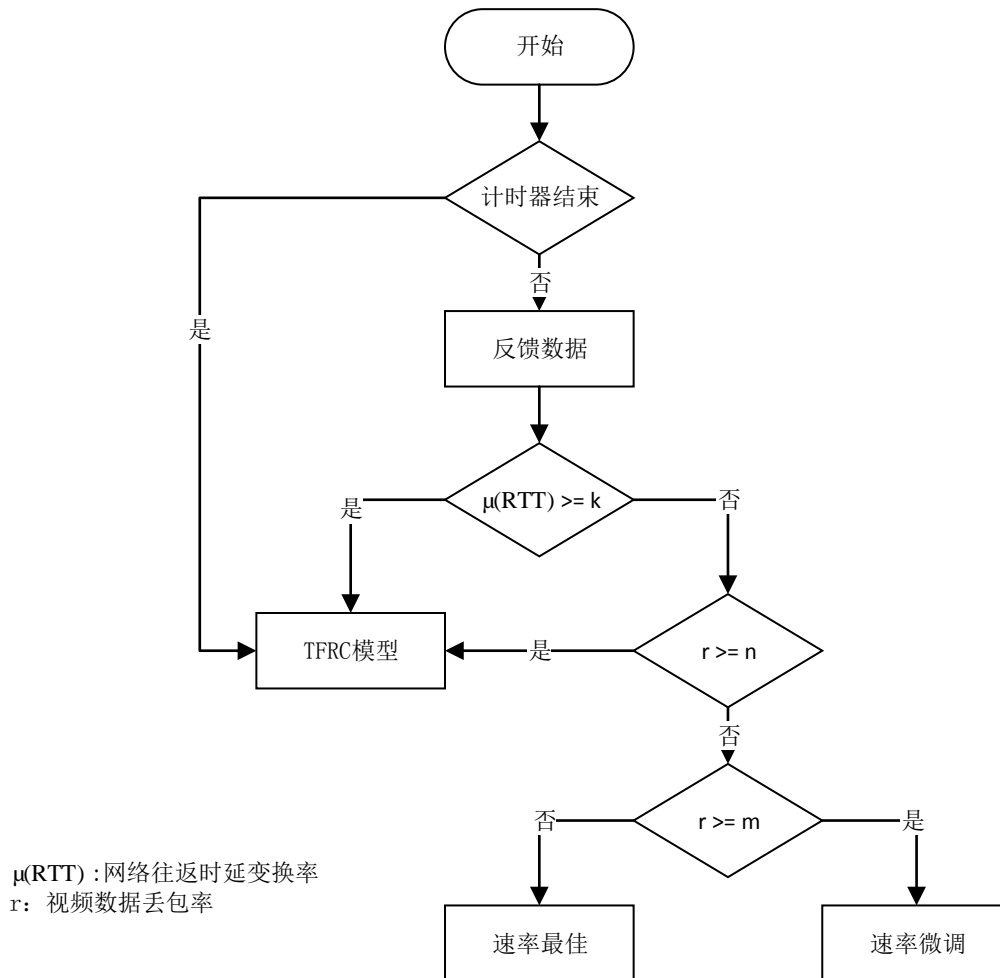 开始
计时器结束
否
是
反馈数据
μ(RTT) >= k
是
否
TFRC模型
是
r >= n
否
r >= m
否
是
μ(RTT) :网络往返时延变换率
r: 视频数据丢包率
速率最佳
速率微调